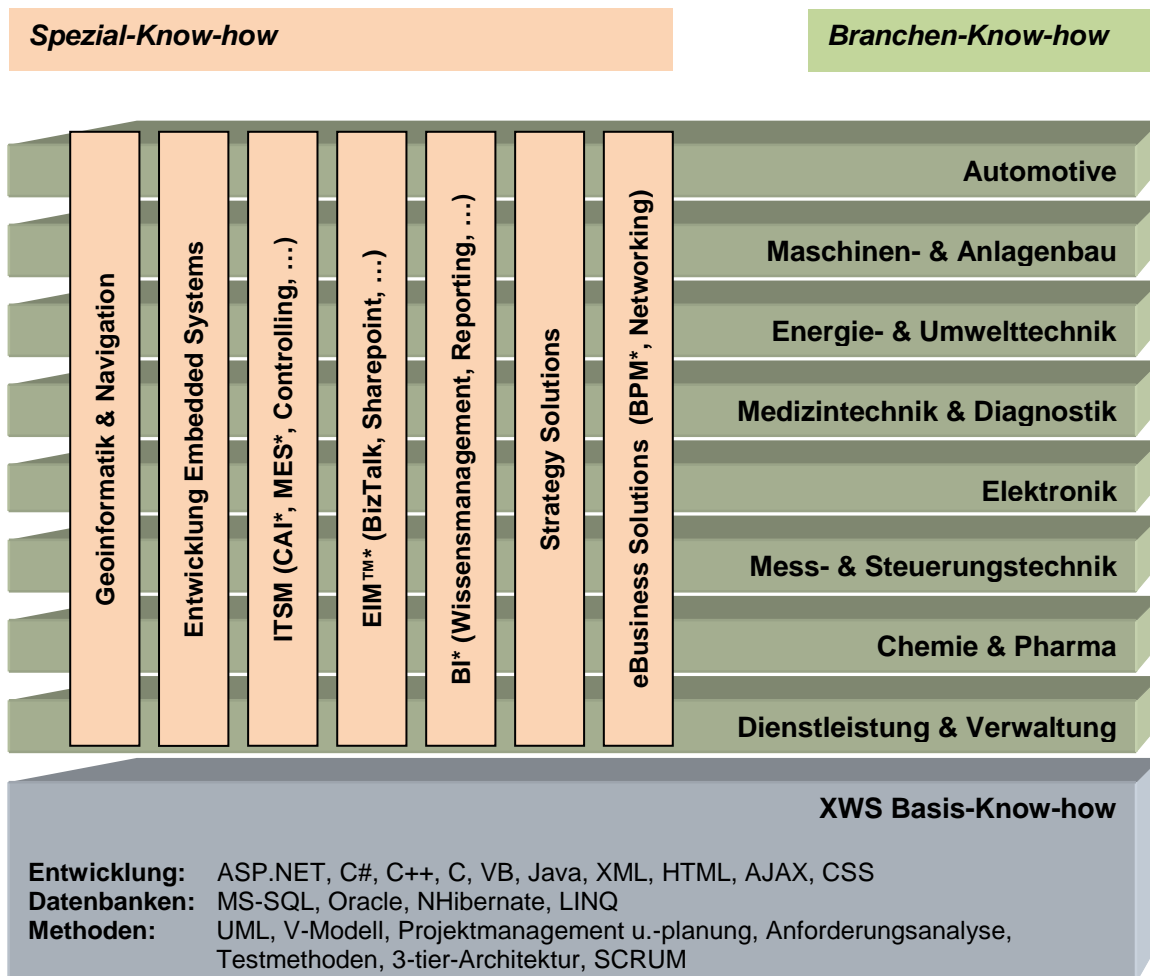 Spezial-Know-how
Branchen-Know-how
Geoinformatik & Navigation
Entwicklung Embedded Systems
ITSM (CAI*, MES*, Controlling, …)
EIM™* (BizTalk, Sharepoint, …)
BI* (Wissensmanagement, Reporting, …)
Strategy Solutions
eBusiness Solutions (BPM*, Networking)
Automotive
Maschinen- & Anlagenbau
Energie- & Umwelttechnik
Medizintechnik & Diagnostik
Elektronik
Mess- & Steuerungstechnik
Chemie & Pharma
Dienstleistung & Verwaltung
XWS Basis-Know-how
Entwicklung: ASP.NET, C#, C++, C, VB, Java, XML, HTML, AJAX, CSS
Datenbanken: MS-SQL, Oracle, NHibernate, LINQ
Methoden: UML, V-Modell, Projektmanagement u.-planung, Anforderungsanalyse,
Testmethoden, 3-tier-Architektur, SCRUM